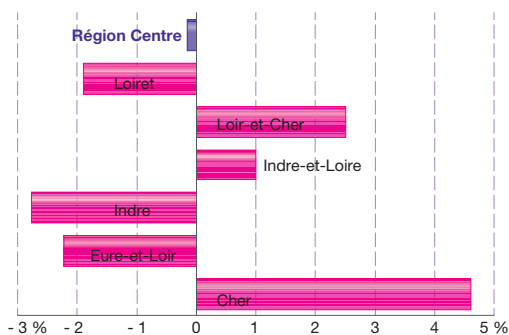 Région Centre
Loiret
Loir-et-Cher
Indre-et-Loire
Indre
Eure-et-Loir
Cher
- 3 % - 2 - 1 0 1 2 3 4 5 %